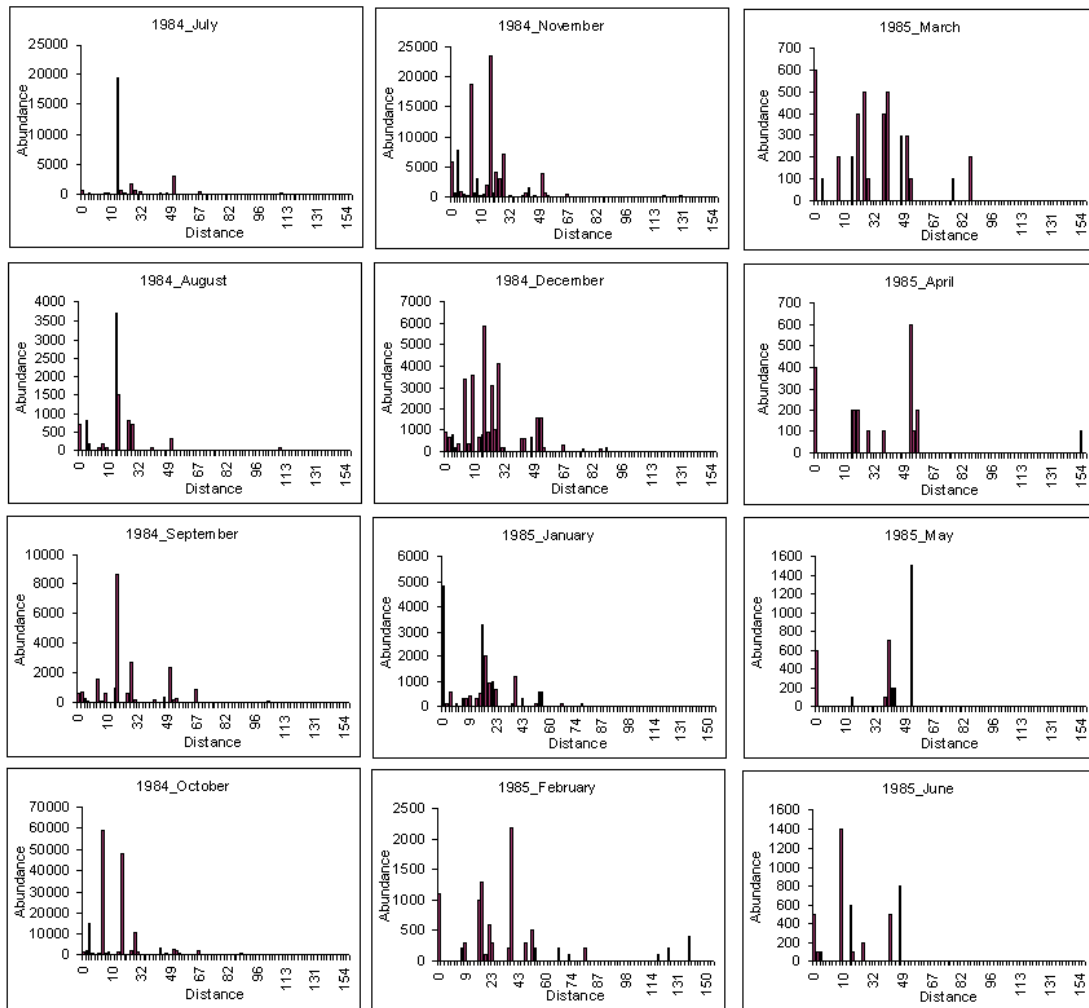 1984_July
Abundance
25000
20000
15000
10000
5000
0
0 10 32 49 67 82 96 113 131 154
Distance
1984_November
Abundance
25000
20000
15000
10000
5000
0
0 10 32 49 67 82 96 113 131 154
Distance
1985_March
Abundance
700
600
500
400
300
200
100
0
0 10 32 49 67 82 96 113 131 154
Distance
1984_August
Abundance
4000
3500
3000
2500
2000
1500
1000
500
0
0 10 32 49 67 82 96 113 131 154
Distance
1984_December
Abundance
7000
6000
5000
4000
3000
2000
1000
0
0 10 32 49 67 82 96 113 131 154
Distance
1985_April
Abundance
700
600
500
400
300
200
100
0
0 10 32 49 67 82 96 113 131 154
Distance
1984_September
Abundance
10000
8000
6000
4000
2000
0
0 10 32 49 67 82 96 113 131 154
Distance
1985_January
Abundance
6000
5000
4000
3000
2000
1000
0
0 9 23 43 55 74 87 98 114 131 150
Distance
1985_May
Abundance
1600
1400
1200
1000
800
600
400
200
0
0 10 32 49 67 82 96 113 131 154
Distance
1984_October
Abundance
70000
60000
50000
40000
30000
20000
10000
0
0 10 32 49 67 82 96 113 131 154
Distance
1985_February
Abundance
2500
2000
1500
1000
500
0
0 9 23 43 55 74 87 98 114 131 150
Distance
1985_June
Abundance
1600
1400
1200
1000
800
600
400
200
0
0 10 32 49 67 82 96 113 131 154
Distance